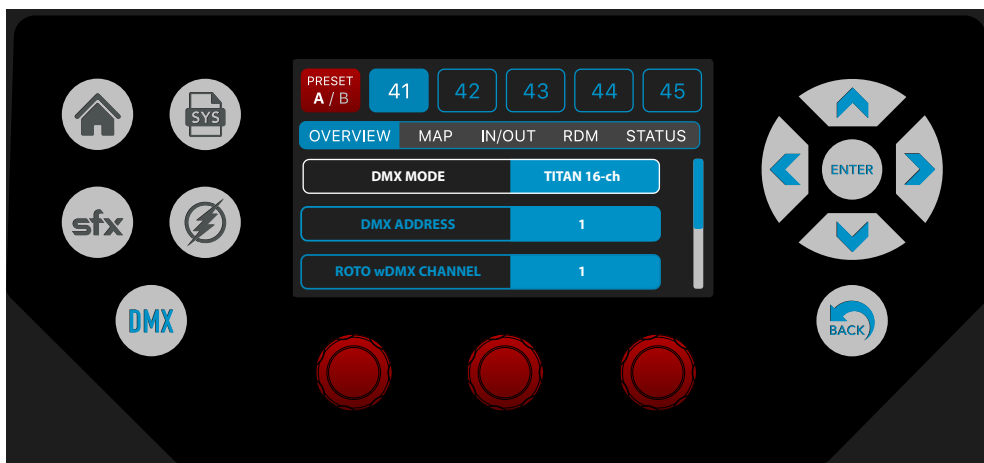 SYS
sfx
DMX
PRESET
A / B
41 42 43 44 45
OVERVIEW MAP IN/OUT RDM STATUS
DMX MODE TITAN 16-ch
DMX ADDRESS 1
ROTO wDMX CHANNEL 1
ENTER
BACK